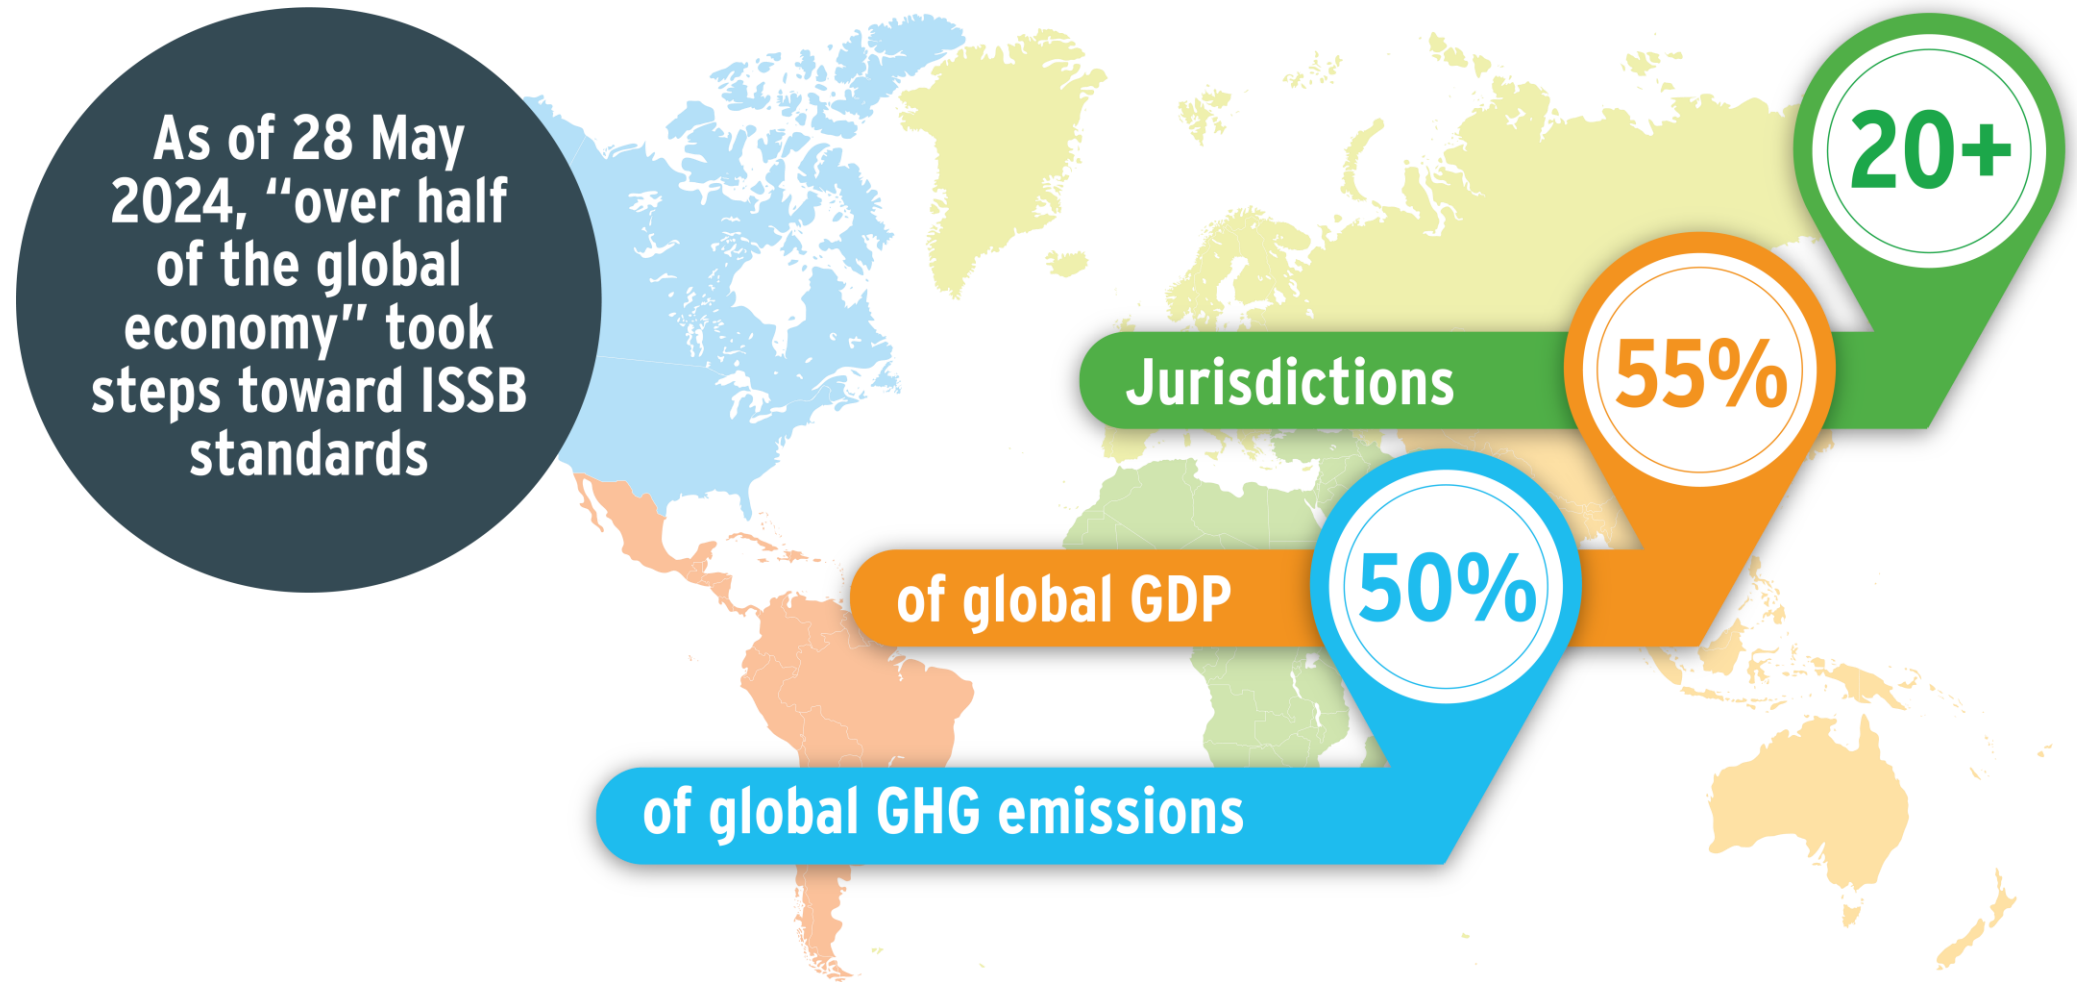 As of 28 May
2024, “over half
of the global
economy” took
steps toward ISSB
standards
20+
Jurisdictions
55%
of global GDP
50%
of global GHG emissions